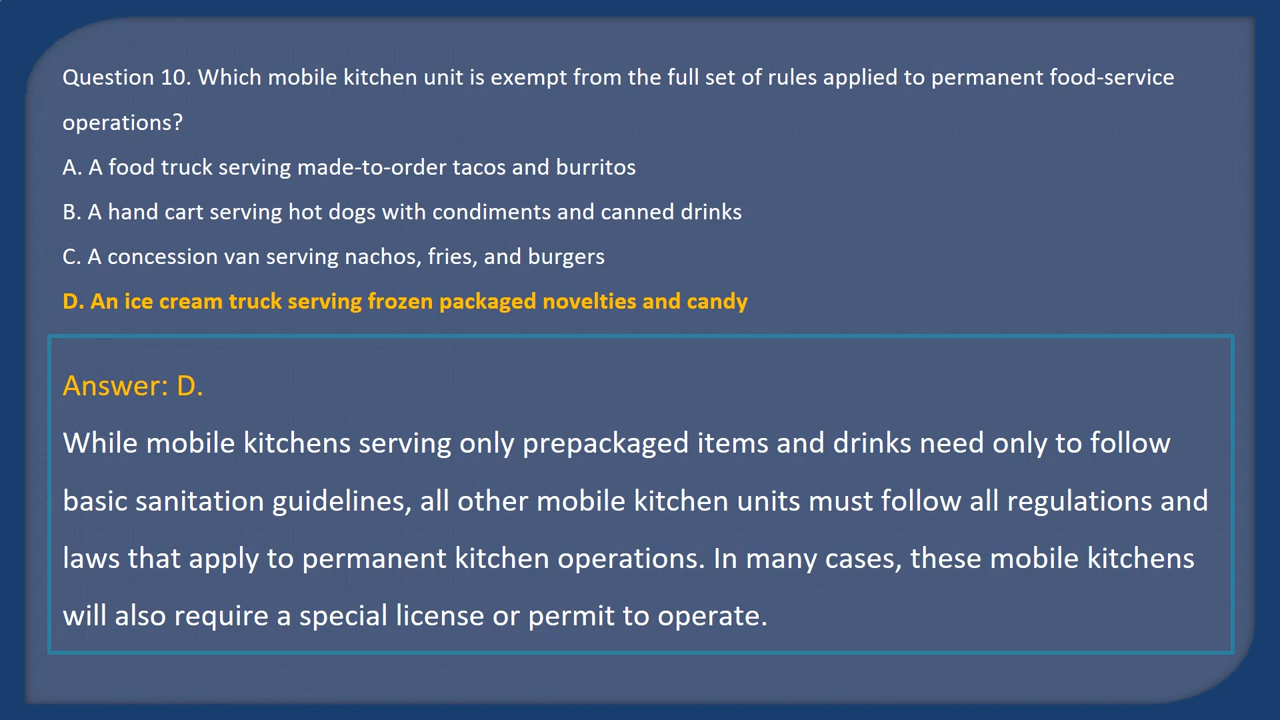 Question 10. Which mobile kitchen unit is exempt from the full set of rules applied to permanent food-service
operations?
A. A food truck serving made-to-order tacos and burritos
B. A hand cart serving hot dogs with condiments and canned drinks
C. A concession van serving nachos, fries, and burgers
D. An ice cream truck serving frozen packaged novelties and candy
Answer: D.
While mobile kitchens serving only prepackaged items and drinks need only to follow
basic sanitation guidelines, all other mobile kitchen units must follow all regulations and
laws that apply to permanent kitchen operations. In many cases, these mobile kitchens
will also require a special license or permit to operate.